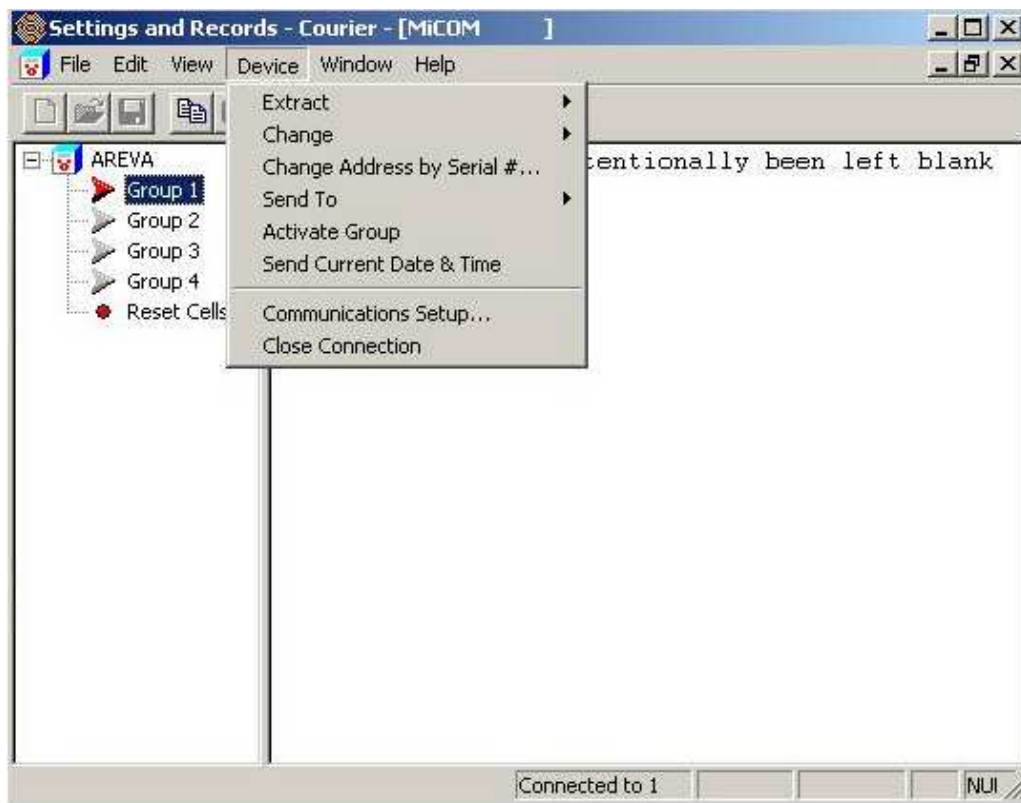 Settings and Records - Courier - [MiCOM ]
File Edit View Device Window Help
Extract
Change
Change Address by Serial #...
Send To
Activate Group
Send Current Date & Time
Communications Setup...
Close Connection
AREVA
Group 1
Group 2
Group 3
Group 4
Reset Cells
tentionally been left blank
Connected to 1
NUI